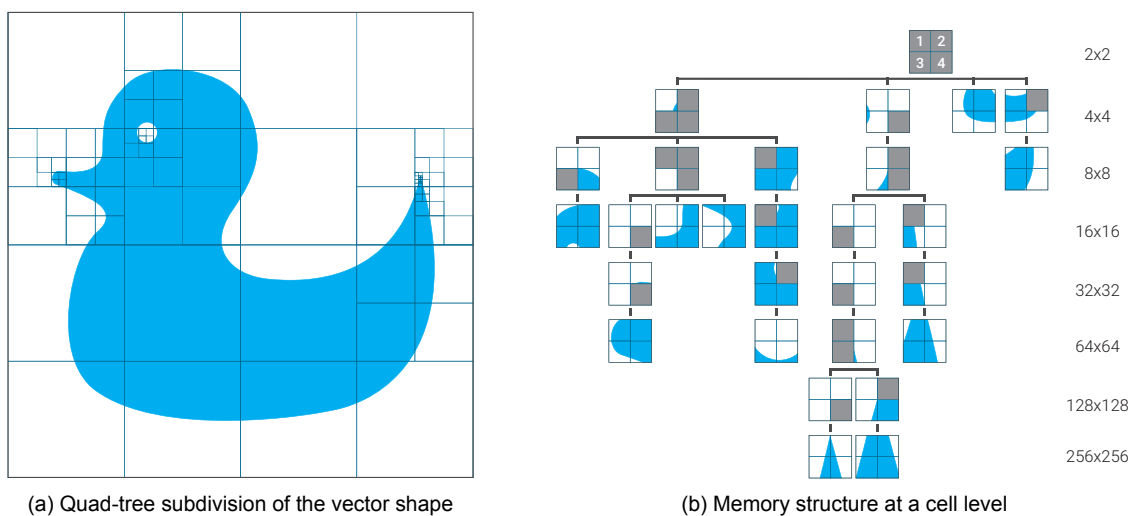 1 2
3 4
2x2
4x4
8x8
16x16
32x32
64x64
128x128
256x256
(a) Quad-tree subdivision of the vector shape
(b) Memory structure at a cell level